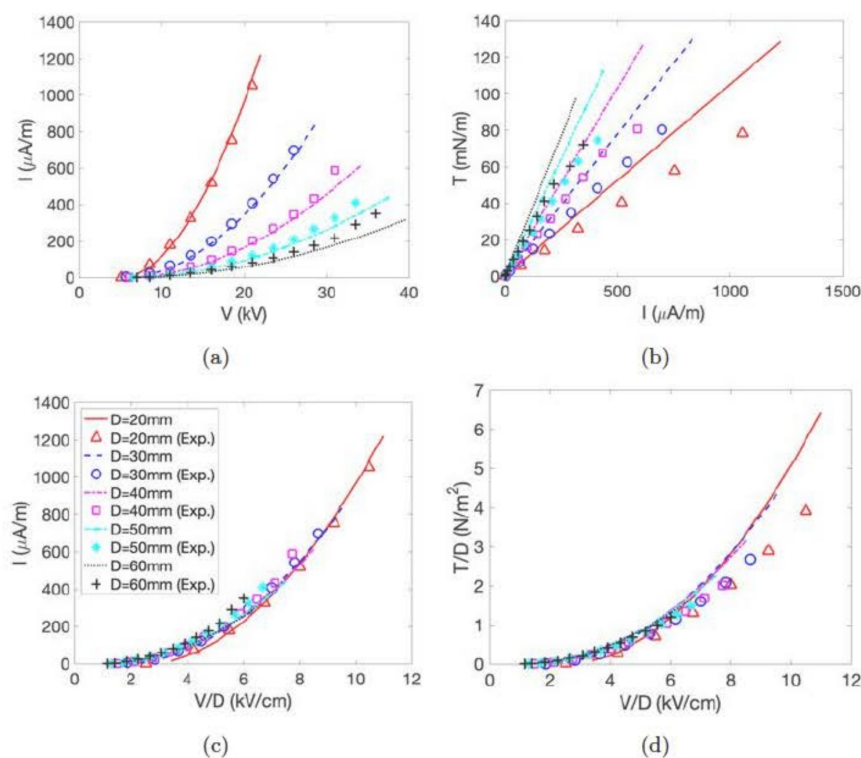 1400
1200
1000
800
600
400
200
0
I (μA/m)
0 10 20 30 40
V (kV)
(a)
140
120
100
80
60
40
20
0
T (mN/m)
0 500 1000 1500
I (μA/m)
(b)
1400
1200
1000
800
600
400
200
0
I (μA/m)
D=20mm
D=20mm (Exp.)
D=30mm
D=30mm (Exp.)
D=40mm
D=40mm (Exp.)
D=50mm
D=50mm (Exp.)
D=60mm
D=60mm (Exp.)
0 2 4 6 8 10 12
V/D (kV/cm)
(c)
7
6
5
4
3
2
1
0
T/D (N/m²)
0 2 4 6 8 10 12
V/D (kV/cm)
(d)